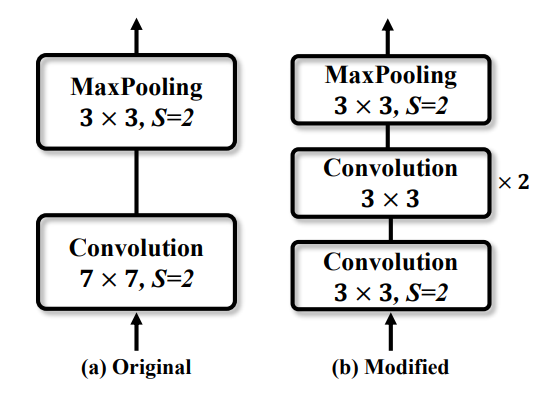 MaxPooling
3 × 3, S=2
Convolution
7 × 7, S=2
(a) Original
MaxPooling
3 × 3, S=2
Convolution
3 × 3
× 2
Convolution
3 × 3, S=2
(b) Modified